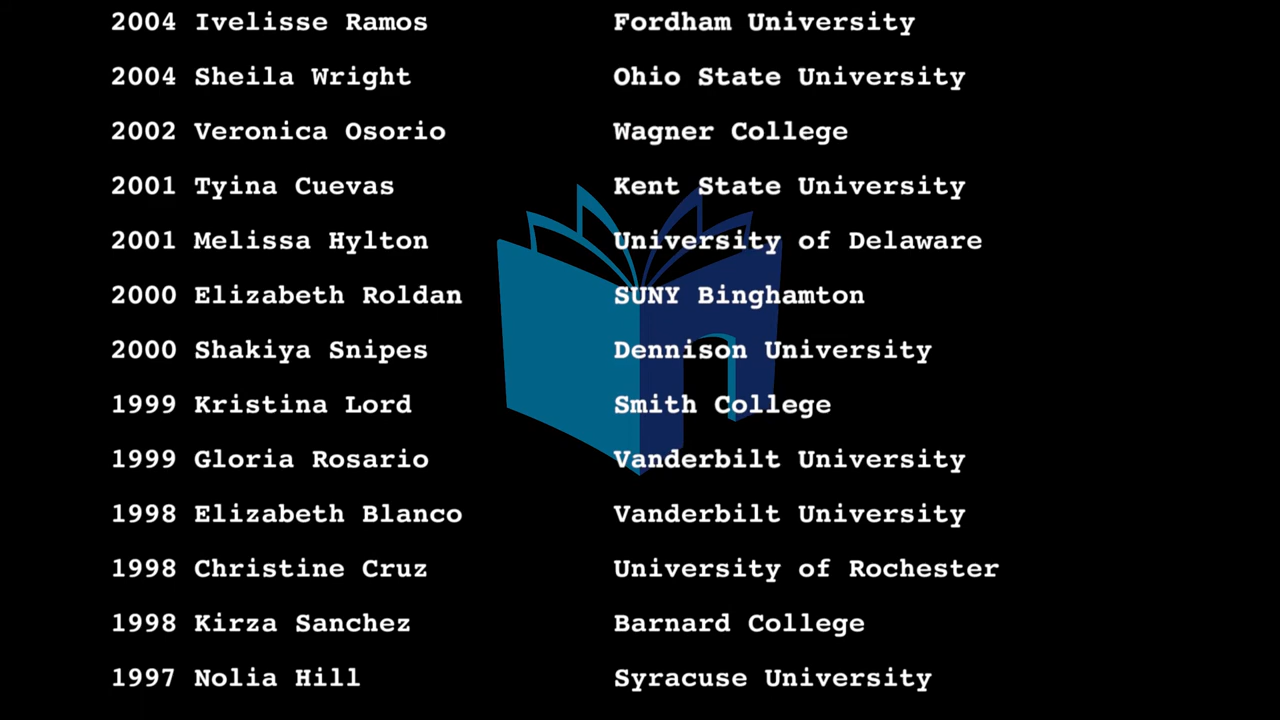 2004 Ivelisse Ramos Fordham University
2004 Sheila Wright Ohio State University
2002 Veronica Osorio Wagner College
2001 Tyina Cuevas Kent State University
2001 Melissa Hylton University of Delaware
2000 Elizabeth Roldan SUNY Binghamton
2000 Shakiya Snipes Dennison University
1999 Kristina Lord Smith College
1999 Gloria Rosario Vanderbilt University
1998 Elizabeth Blanco Vanderbilt University
1998 Christine Cruz University of Rochester
1998 Kirza Sanchez Barnard College
1997 Nolia Hill Syracuse University